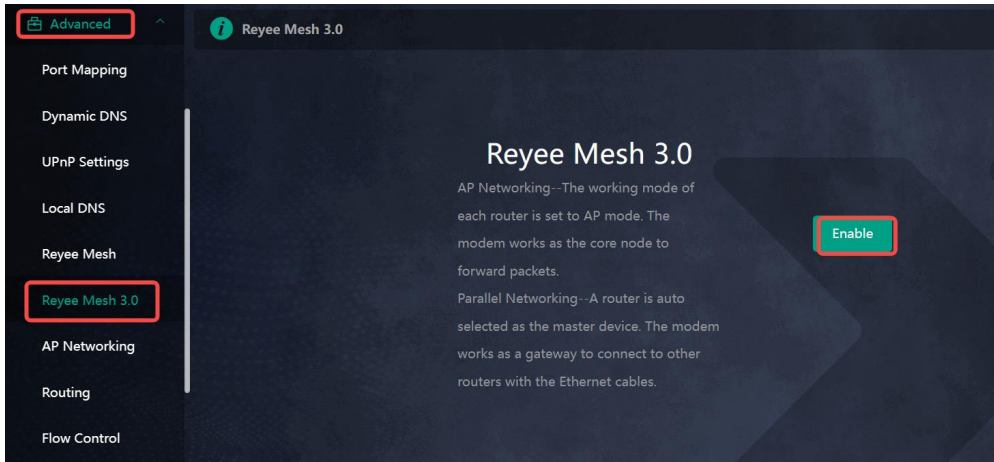 Advanced
Port Mapping
Dynamic DNS
UPnP Settings
Local DNS
Reyee Mesh
Reyee Mesh 3.0
AP Networking
Routing
Flow Control
i Reyee Mesh 3.0
Reyee Mesh 3.0
AP Networking--The working mode of
each router is set to AP mode. The
modem works as the core node to
forward packets.
Parallel Networking--A router is auto
selected as the master device. The modem
works as a gateway to connect to other
routers with the Ethernet cables.
Enable